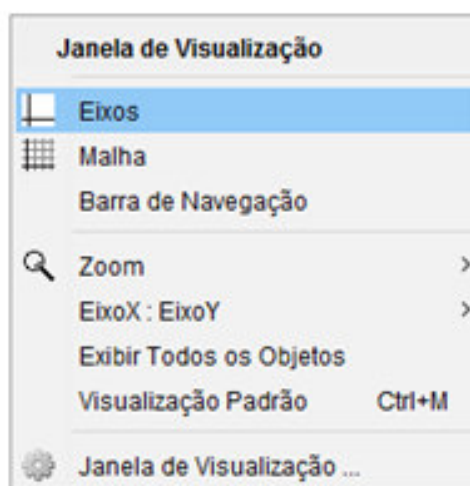 Janela de Visualização
Eixos
Malha
Barra de Navegação
Zoom
EixoX : EixoY
Exibir Todos os Objetos
Visualização Padrão Ctrl+M
Janela de Visualização ...